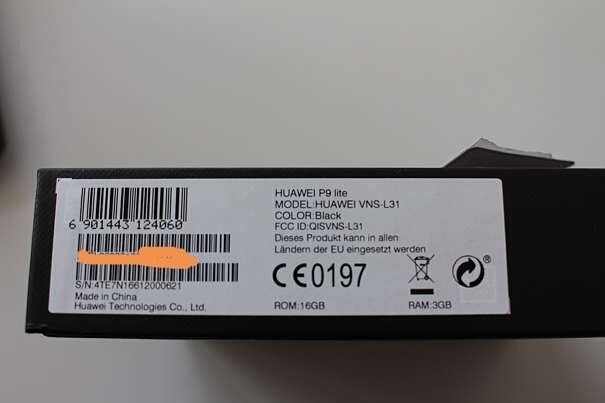 6 901443 124060
S/N:4TE7N16612000621
Made in China
Huawei Technologies Co., Ltd.
HUAWEI P9 lite
MODEL:HUAWEI VNS-L31
COLOR:Black
FCC ID:QISVNS-L31
Dieses Produkt kann in allen
Ländern der EU eingesetzt werden
CE0197
®
ROM:16GB
RAM:3GB